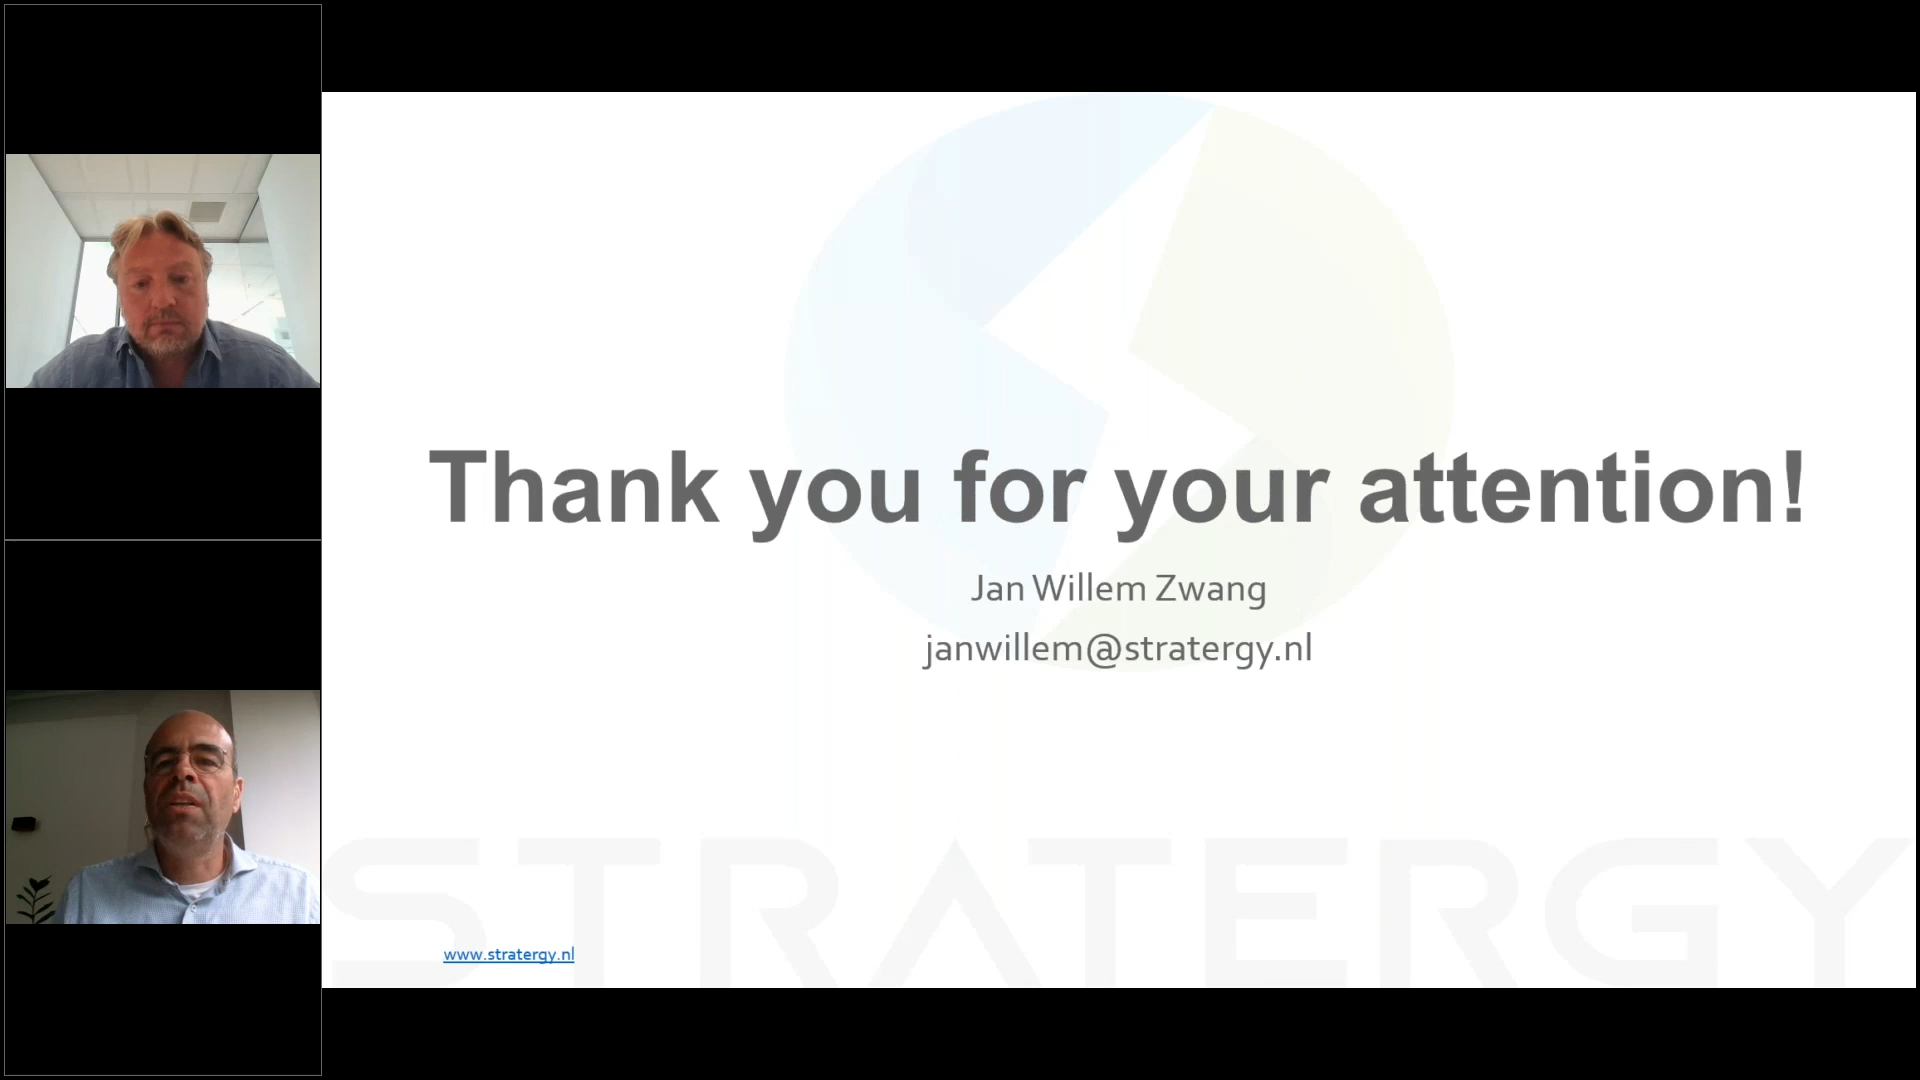 Thank you for your attention!
Jan Willem Zwang
janwillem@stratergy.nl
STRATERGY
www.stratergy.nl